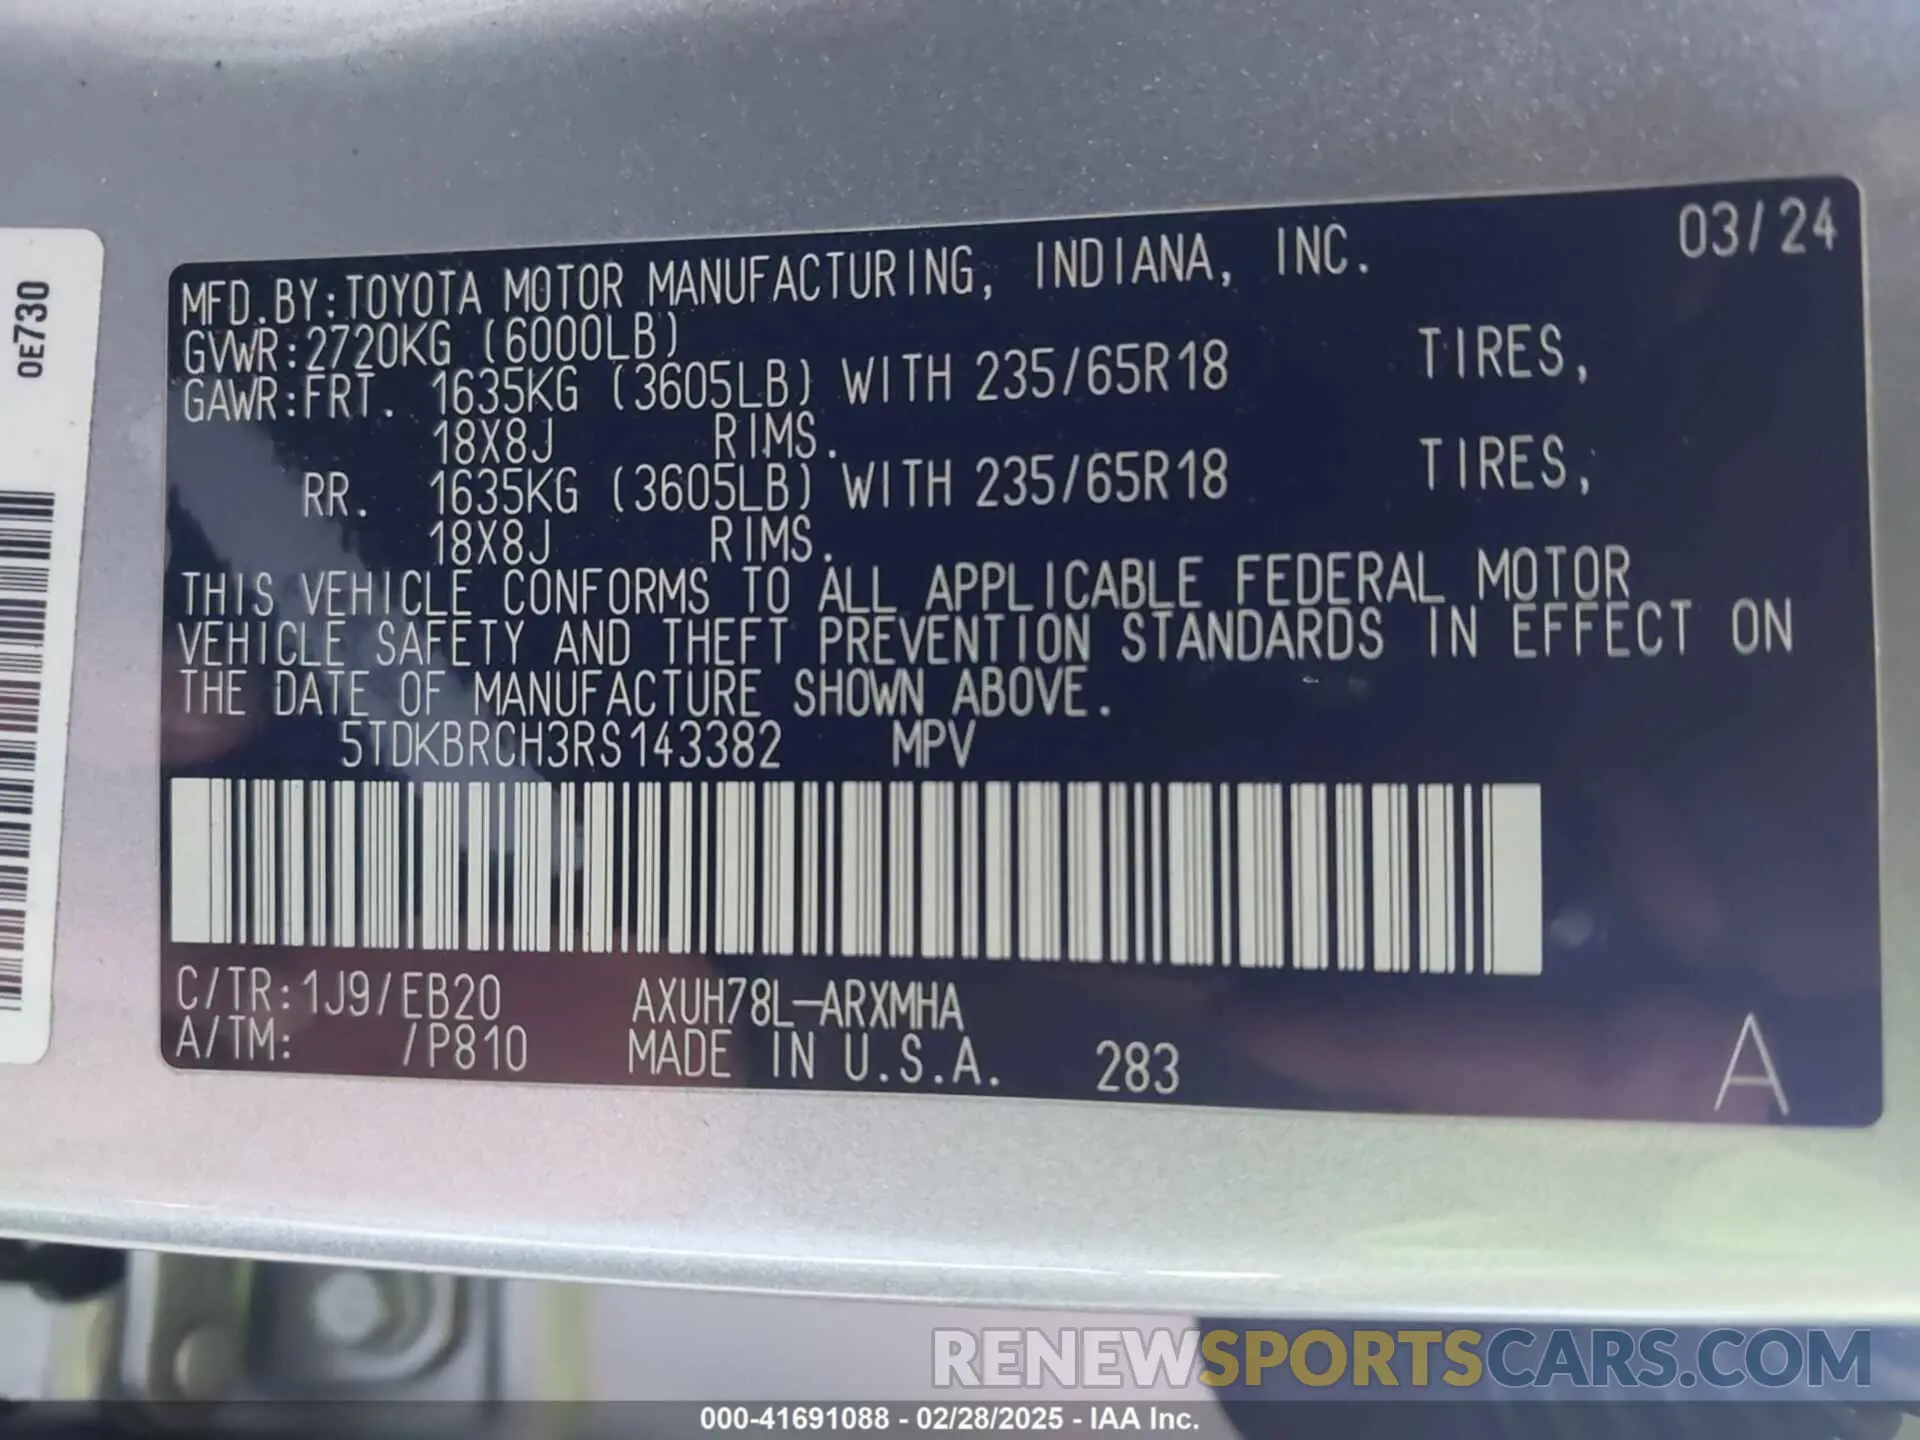 0E730
03/24
MFD.BY:TOYOTA MOTOR MANUFACTURING, INDIANA, INC.
GVWR:2720KG (6000LB)
GAWR:FRT. 1635KG (3605LB) WITH 235/65R18 TIRES,
18X8J RIMS.
RR. 1635KG (3605LB) WITH 235/65R18 TIRES,
18X8J RIMS.
THIS VEHICLE CONFORMS TO ALL APPLICABLE FEDERAL MOTOR
VEHICLE SAFETY AND THEFT PREVENTION STANDARDS IN EFFECT ON
THE DATE OF MANUFACTURE SHOWN ABOVE.
5TDKBRCH3RS143382 MPV
C/TR:1J9/EB20 AXUH78L-ARXMHA
A/TM: /P810 MADE IN U.S.A. 283 A
RENEWSPORTSCARS.COM
000-41691088 - 02/28/2025 - IAA Inc.